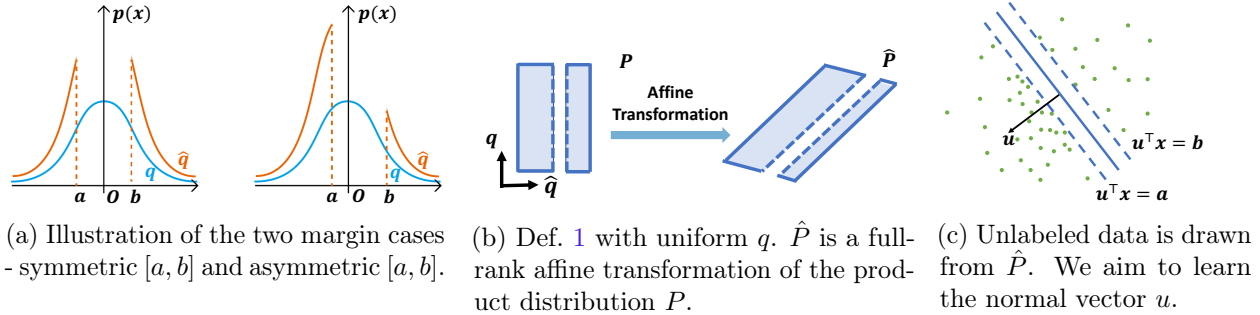 p(x)
q̂
q
a
O
b
p(x)
q̂
q
a
O
b
(a) Illustration of the two margin cases
- symmetric [a, b] and asymmetric [a, b].
P
P̂
Affine
Transformation
q
q̂
(b) Def. 1 with uniform q. P̂ is a full-
rank affine transformation of the prod-
uct distribution P.
u
u⊤x = b
u⊤x = a
(c) Unlabeled data is drawn
from P̂. We aim to learn
the normal vector u.